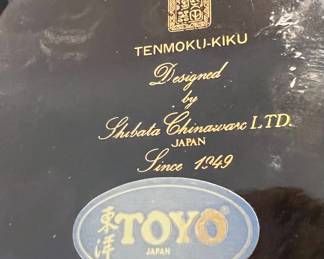 TENMOKU-KIKU
Designed
by
Shibata Chinaware LTD.
JAPAN
Since 1949
東洋
TOYO
JAPAN